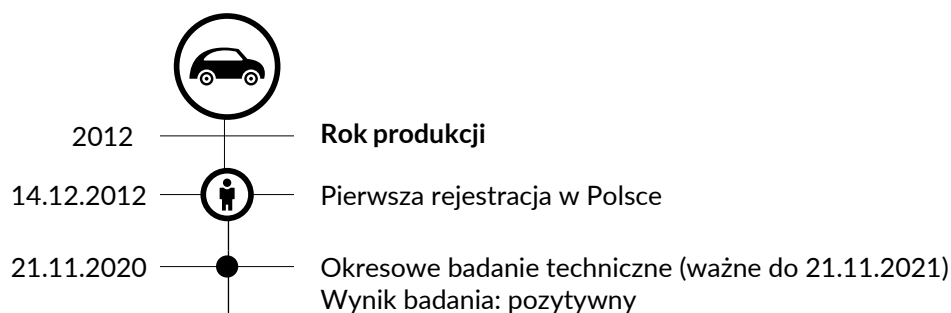 2012 Rok produkcji
14.12.2012 Pierwsza rejestracja w Polsce
21.11.2020 Okresowe badanie techniczne (ważne do 21.11.2021)
Wynik badania: pozytywny